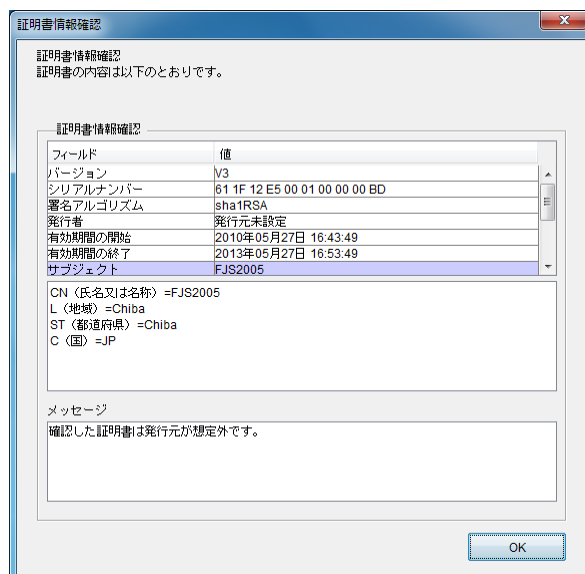 証明書情報確認
証明書情報確認
証明書の内容は以下のとおりです。
証明書情報確認
フィールド 値
バージョン V3
シリアルナンバー 61 1F 12 E5 00 01 00 00 00 BD
署名アルゴリズム sha1RSA
発行者 発行元未設定
有効期間の開始 2010年05月27日 16:43:49
有効期間の終了 2013年05月27日 16:53:49
サブジェクト FJS2005
CN（氏名又は名称）=FJS2005
L（地域）=Chiba
ST（都道府県）=Chiba
C（国）=JP
メッセージ
確認した証明書は発行元が想定外です。
OK